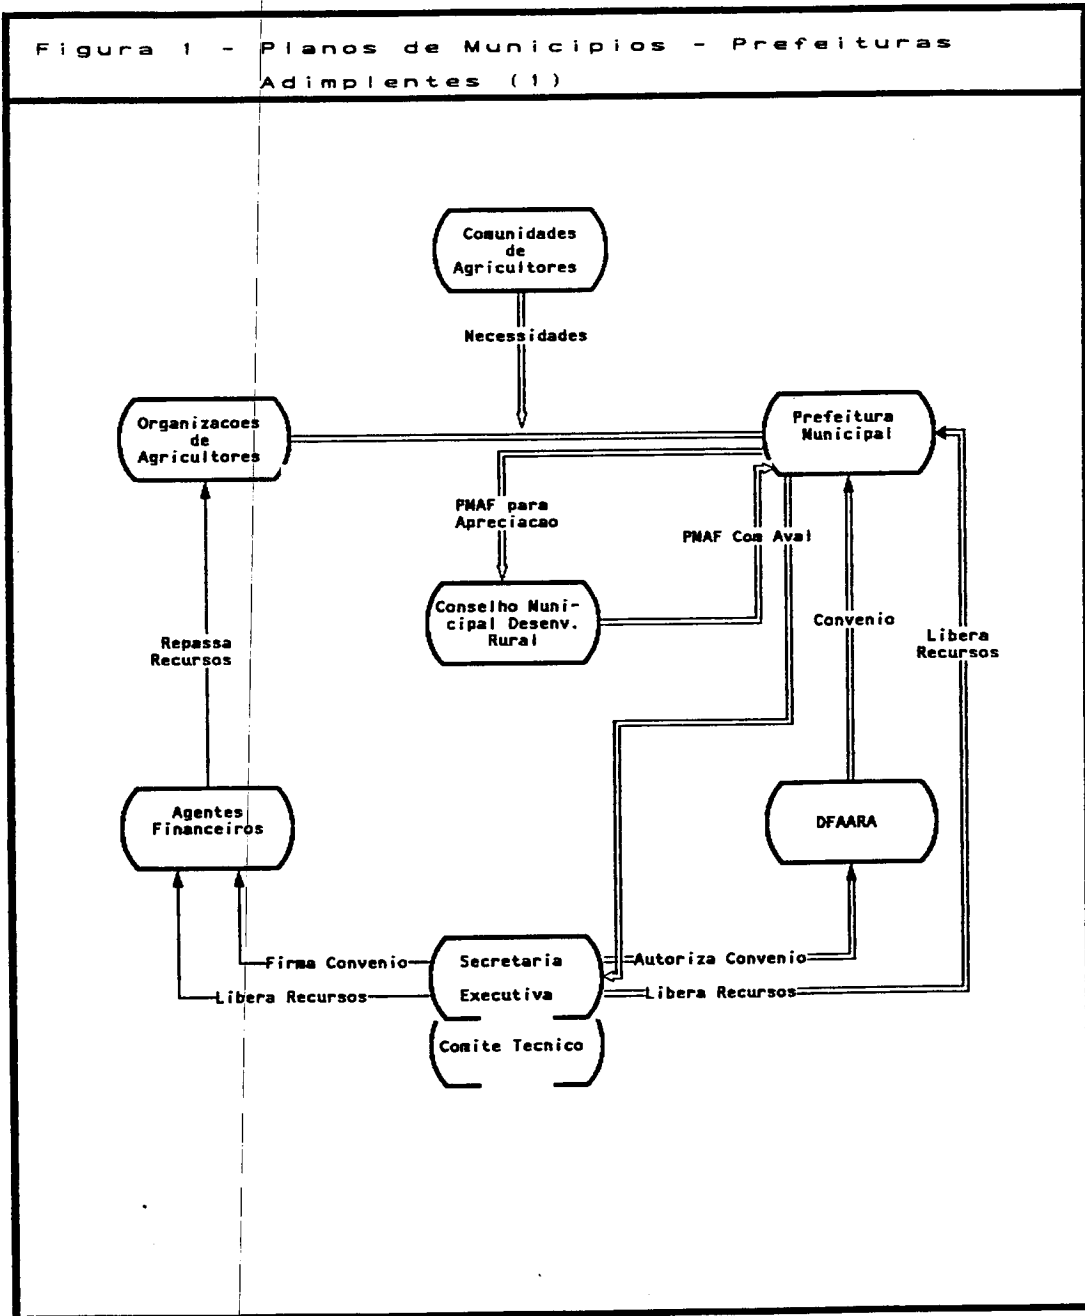 Figura 1 - Planos de Municipios - Prefeituras
Adimplentes (1)
Comunidades
de
Agricultores
Necessidades
Organizacoes
de
Agricultores
Prefeitura
Municipal
PMAF para
Apreciacao
PMAF Com Aval
Conselho Muni-
cipal Desenv.
Rural
Convenio
Libera
Recursos
Repassa
Recursos
Agentes
Financeiros
DFAARA
Firma Convenio
Secretaria
Autoriza Convenio
Libera Recursos
Executiva
Libera Recursos
Comite Tecnico